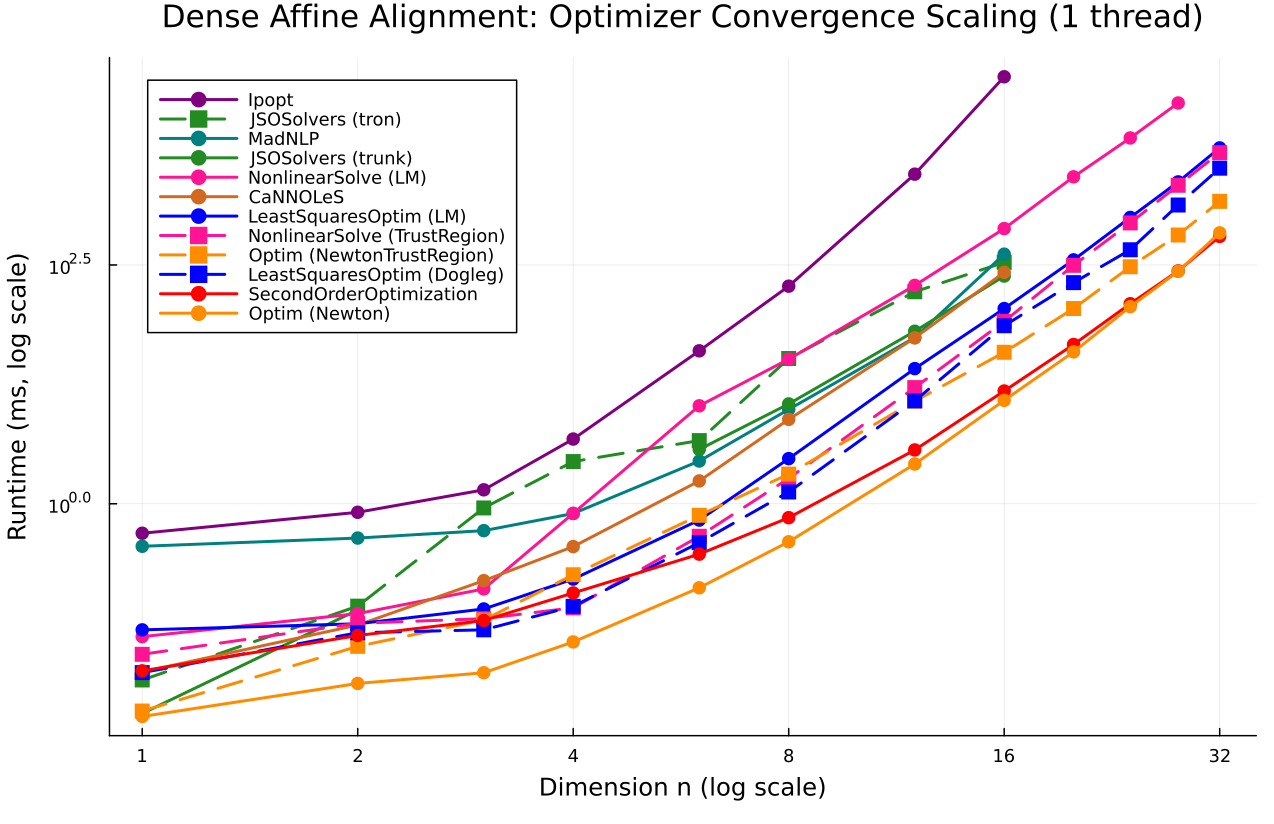 Dense Affine Alignment: Optimizer Convergence Scaling (1 thread)
Ipopt
JSOSolvers (tron)
MadNLP
JSOSolvers (trunk)
NonlinearSolve (LM)
CaNNOLeS
LeastSquaresOptim (LM)
NonlinearSolve (TrustRegion)
Optim (NewtonTrustRegion)
LeastSquaresOptim (Dogleg)
SecondOrderOptimization
Optim (Newton)
Runtime (ms, log scale)
10^2.5
10^0.0
1 2 4 8 16 32
Dimension n (log scale)